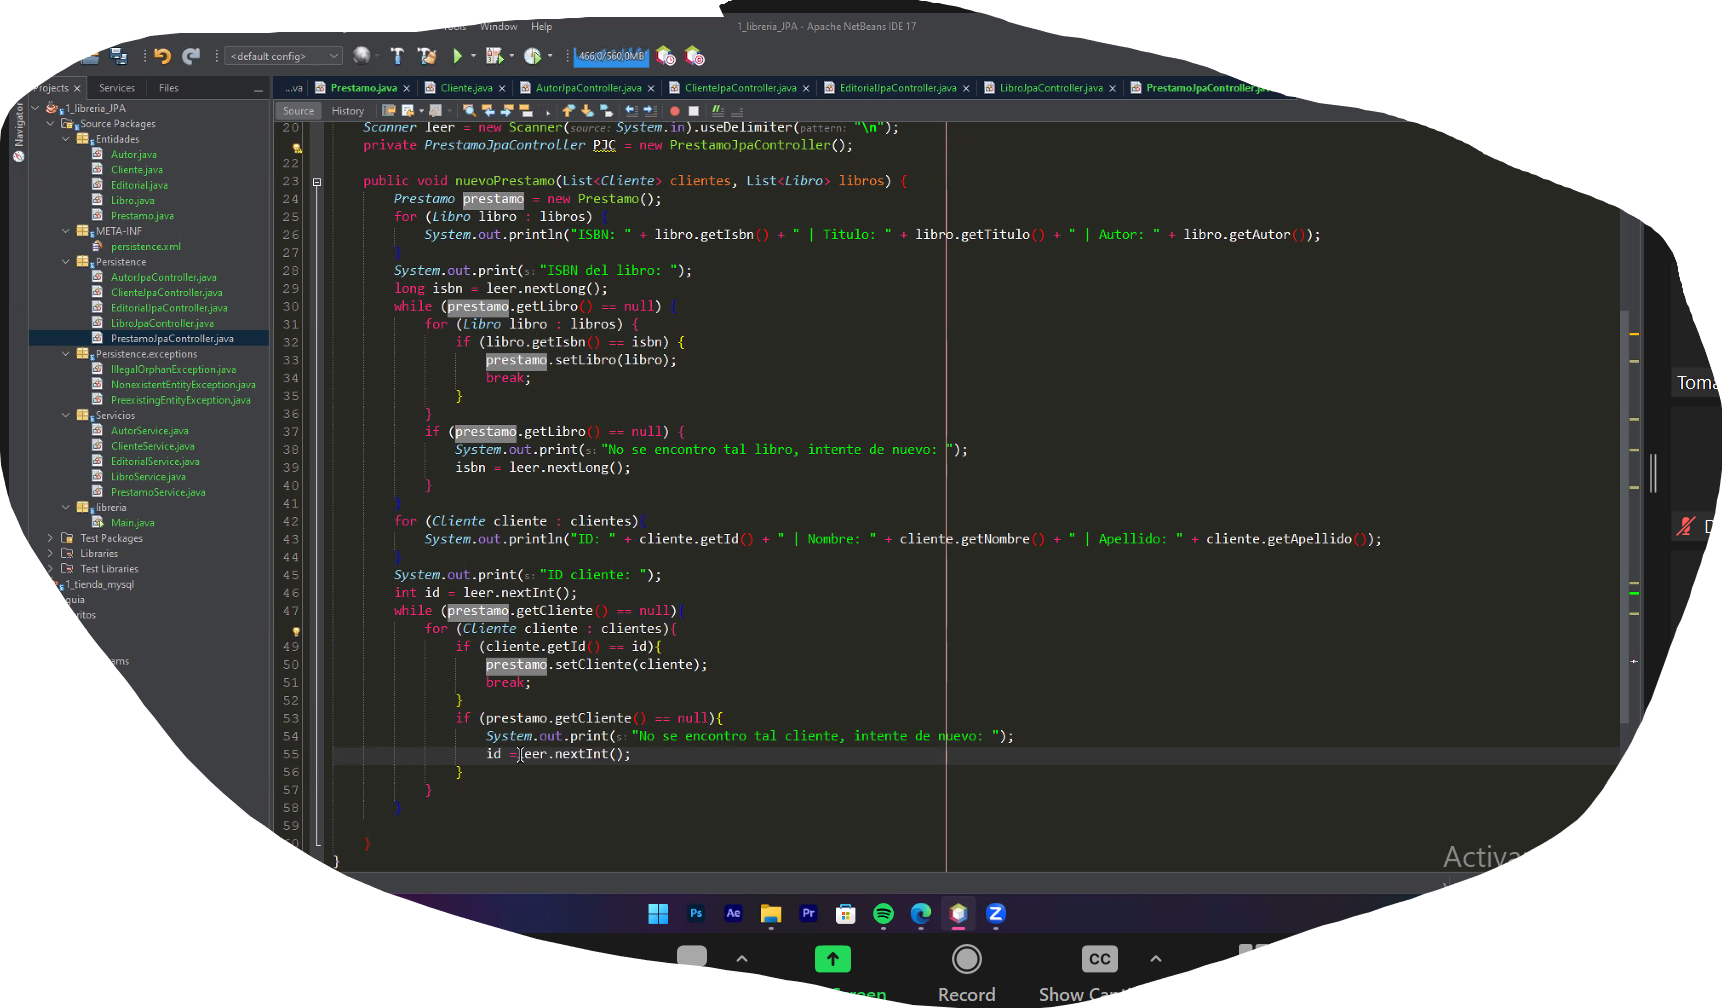 Window Help
1_libreria_JPA - Apache NetBeans IDE 17
<default config>
466.0/560.0MB
Projects Services Files
...va Prestamo.java Cliente.java AutorJpaController.java ClienteJpaController.java EditorialJpaController.java LibroJpaController.java PrestamoJpaController.
Source History
Navigator
1_libreria_JPA
Source Packages
Entidades
Autor.java
Cliente.java
Editorial.java
Libro.java
Prestamo.java
META-INF
persistence.xml
Persistence
AutorJpaController.java
ClienteJpaController.java
EditorialJpaController.java
LibroJpaController.java
PrestamoJpaController.java
Persistence.exceptions
IllegalOrphanException.java
NonexistentEntityException.java
PreexistingEntityException.java
Servicios
AutorService.java
ClienteService.java
EditorialService.java
LibroService.java
PrestamoService.java
libreria
Main.java
Test Packages
Libraries
Test Libraries
1_tienda_mysql
20 Scanner leer = new Scanner(source: System.in).useDelimiter(pattern: "\n");
private PrestamoJpaController PJC = new PrestamoJpaController();
22
23 public void nuevoPrestamo(List<Cliente> clientes, List<Libro> libros) {
24 Prestamo prestamo = new Prestamo();
25 for (Libro libro : libros) {
26 System.out.println("ISBN: " + libro.getIsbn() + " | Titulo: " + libro.getTitulo() + " | Autor: " + libro.getAutor());
27 }
28 System.out.print(s: "ISBN del libro: ");
29 long isbn = leer.nextLong();
30 while (prestamo.getLibro() == null) {
31 for (Libro libro : libros) {
32 if (libro.getIsbn() == isbn) {
33 prestamo.setLibro(libro);
34 break;
35 }
36 }
37 if (prestamo.getLibro() == null) {
38 System.out.print(s: "No se encontro tal libro, intente de nuevo: ");
39 isbn = leer.nextLong();
40 }
41 }
42 for (Cliente cliente : clientes){
43 System.out.println("ID: " + cliente.getId() + " | Nombre: " + cliente.getNombre() + " | Apellido: " + cliente.getApellido());
44 }
45 System.out.print(s: "ID cliente: ");
46 int id = leer.nextInt();
47 while (prestamo.getCliente() == null){
for (Cliente cliente : clientes){
49 if (cliente.getId() == id){
50 prestamo.setCliente(cliente);
51 break;
52 }
53 if (prestamo.getCliente() == null){
54 System.out.print(s: "No se encontro tal cliente, intente de nuevo: ");
55 id = leer.nextInt();
56 }
57 }
58 }
59
}
}
Toma
Activa
Ps Ae Pr Z
CC
Record
Show